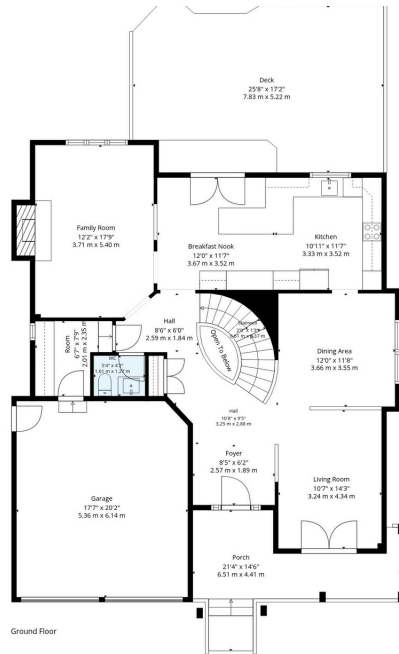 Deck
25'8" x 17'2"
7.83 m x 5.22 m
Family Room
12'2" x 17'9"
3.71 m x 5.40 m
Breakfast Nook
12'0" x 11'7"
3.67 m x 3.52 m
Kitchen
10'11" x 11'7"
3.33 m x 3.52 m
Hall
8'6" x 6'0"
2.59 m x 1.84 m
Open To Below
Room
6'7" x 7'9"
2.01 m x 2.35 m
WC
Dining Area
12'0" x 11'8"
3.66 m x 3.55 m
Hall
10'8" x 9'5"
3.25 m x 2.88 m
Foyer
8'5" x 6'2"
2.57 m x 1.89 m
Living Room
10'7" x 14'3"
3.24 m x 4.34 m
Garage
17'7" x 20'2"
5.36 m x 6.14 m
Porch
21'4" x 14'6"
6.51 m x 4.41 m
Ground Floor